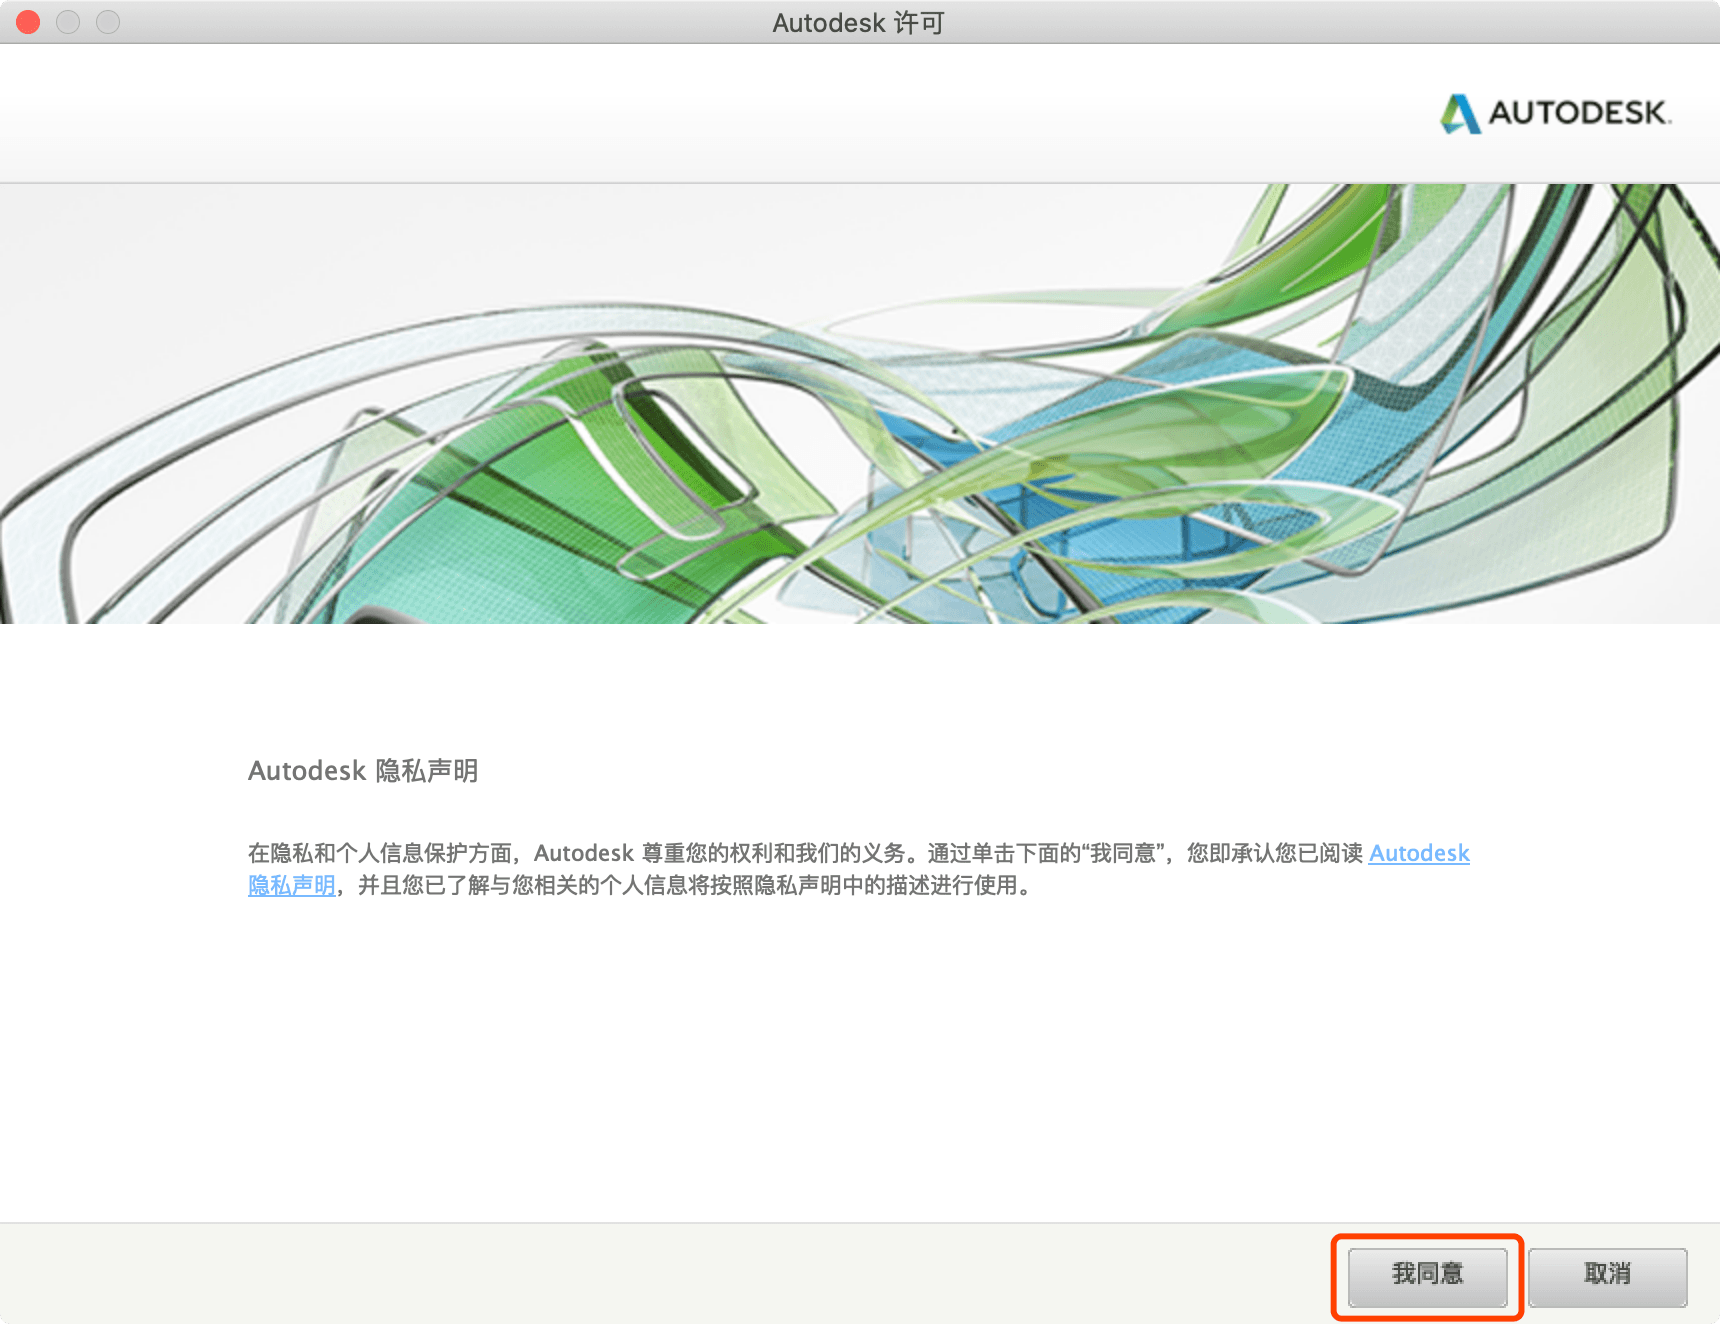 Autodesk 许可
AUTODESK.
Autodesk 隐私声明
在隐私和个人信息保护方面，Autodesk 尊重您的权利和我们的义务。通过单击下面的“我同意”，您即承认您已阅读 Autodesk
隐私声明，并且您已了解与您相关的个人信息将按照隐私声明中的描述进行使用。
我同意
取消